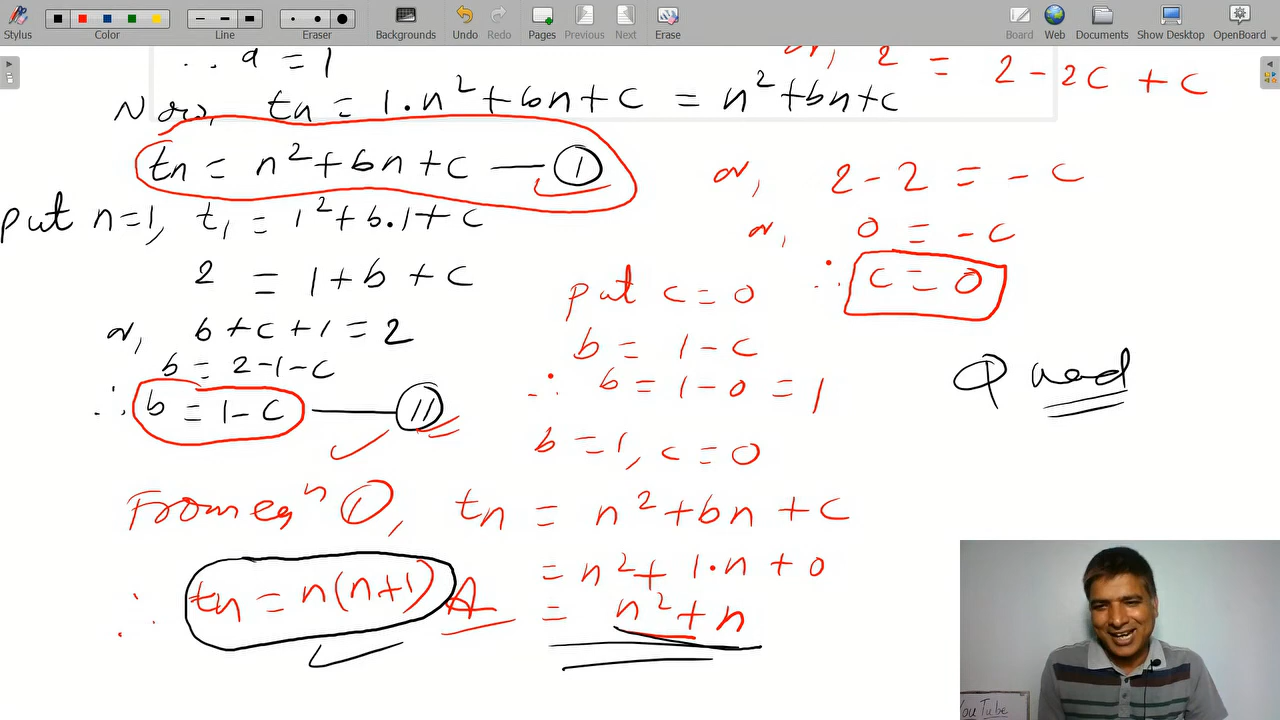 Stylus
Color
Line
Eraser
Backgrounds
Undo
Redo
Pages
Previous
Next
Erase
Board
Web
Documents
Show Desktop
OpenBoard
∴ a = 1
Now, tn = 1·n²+bn+c = n²+bn+c
tn = n²+bn+c — I
put n=1, t₁ = 1²+b.1+c
2 = 1+b+c
or, b+c+1=2
b = 2-1-c
∴ b = 1-c — II
or, 2 = 2-2c+c
or, 2-2 = -c
or, 0 = -c
∴ c = 0
put c = 0
b = 1-c
∴ b = 1-0 = 1
b = 1, c = 0
Quad
From eqⁿ I, tn = n²+bn+c
= n²+1·n+0
= n²+n
∴ tn = n(n+1) A
YouTube